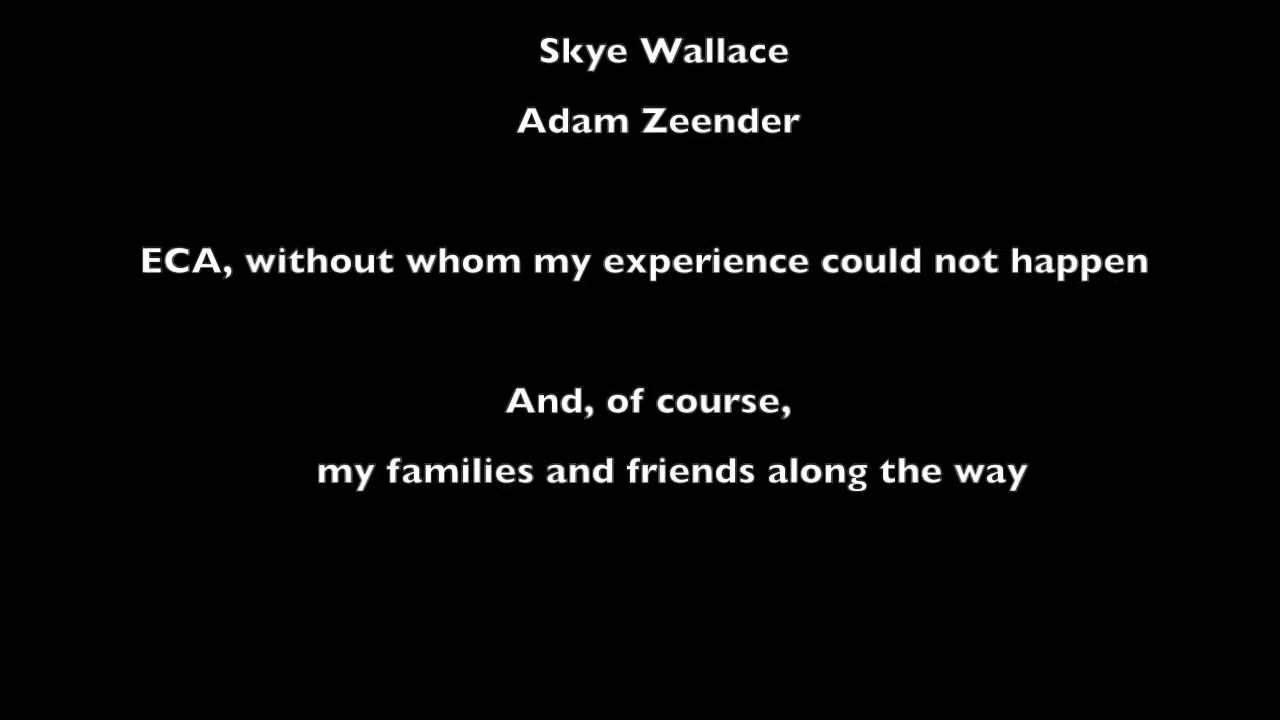 Skye Wallace
Adam Zeender
ECA, without whom my experience could not happen
And, of course,
my families and friends along the way